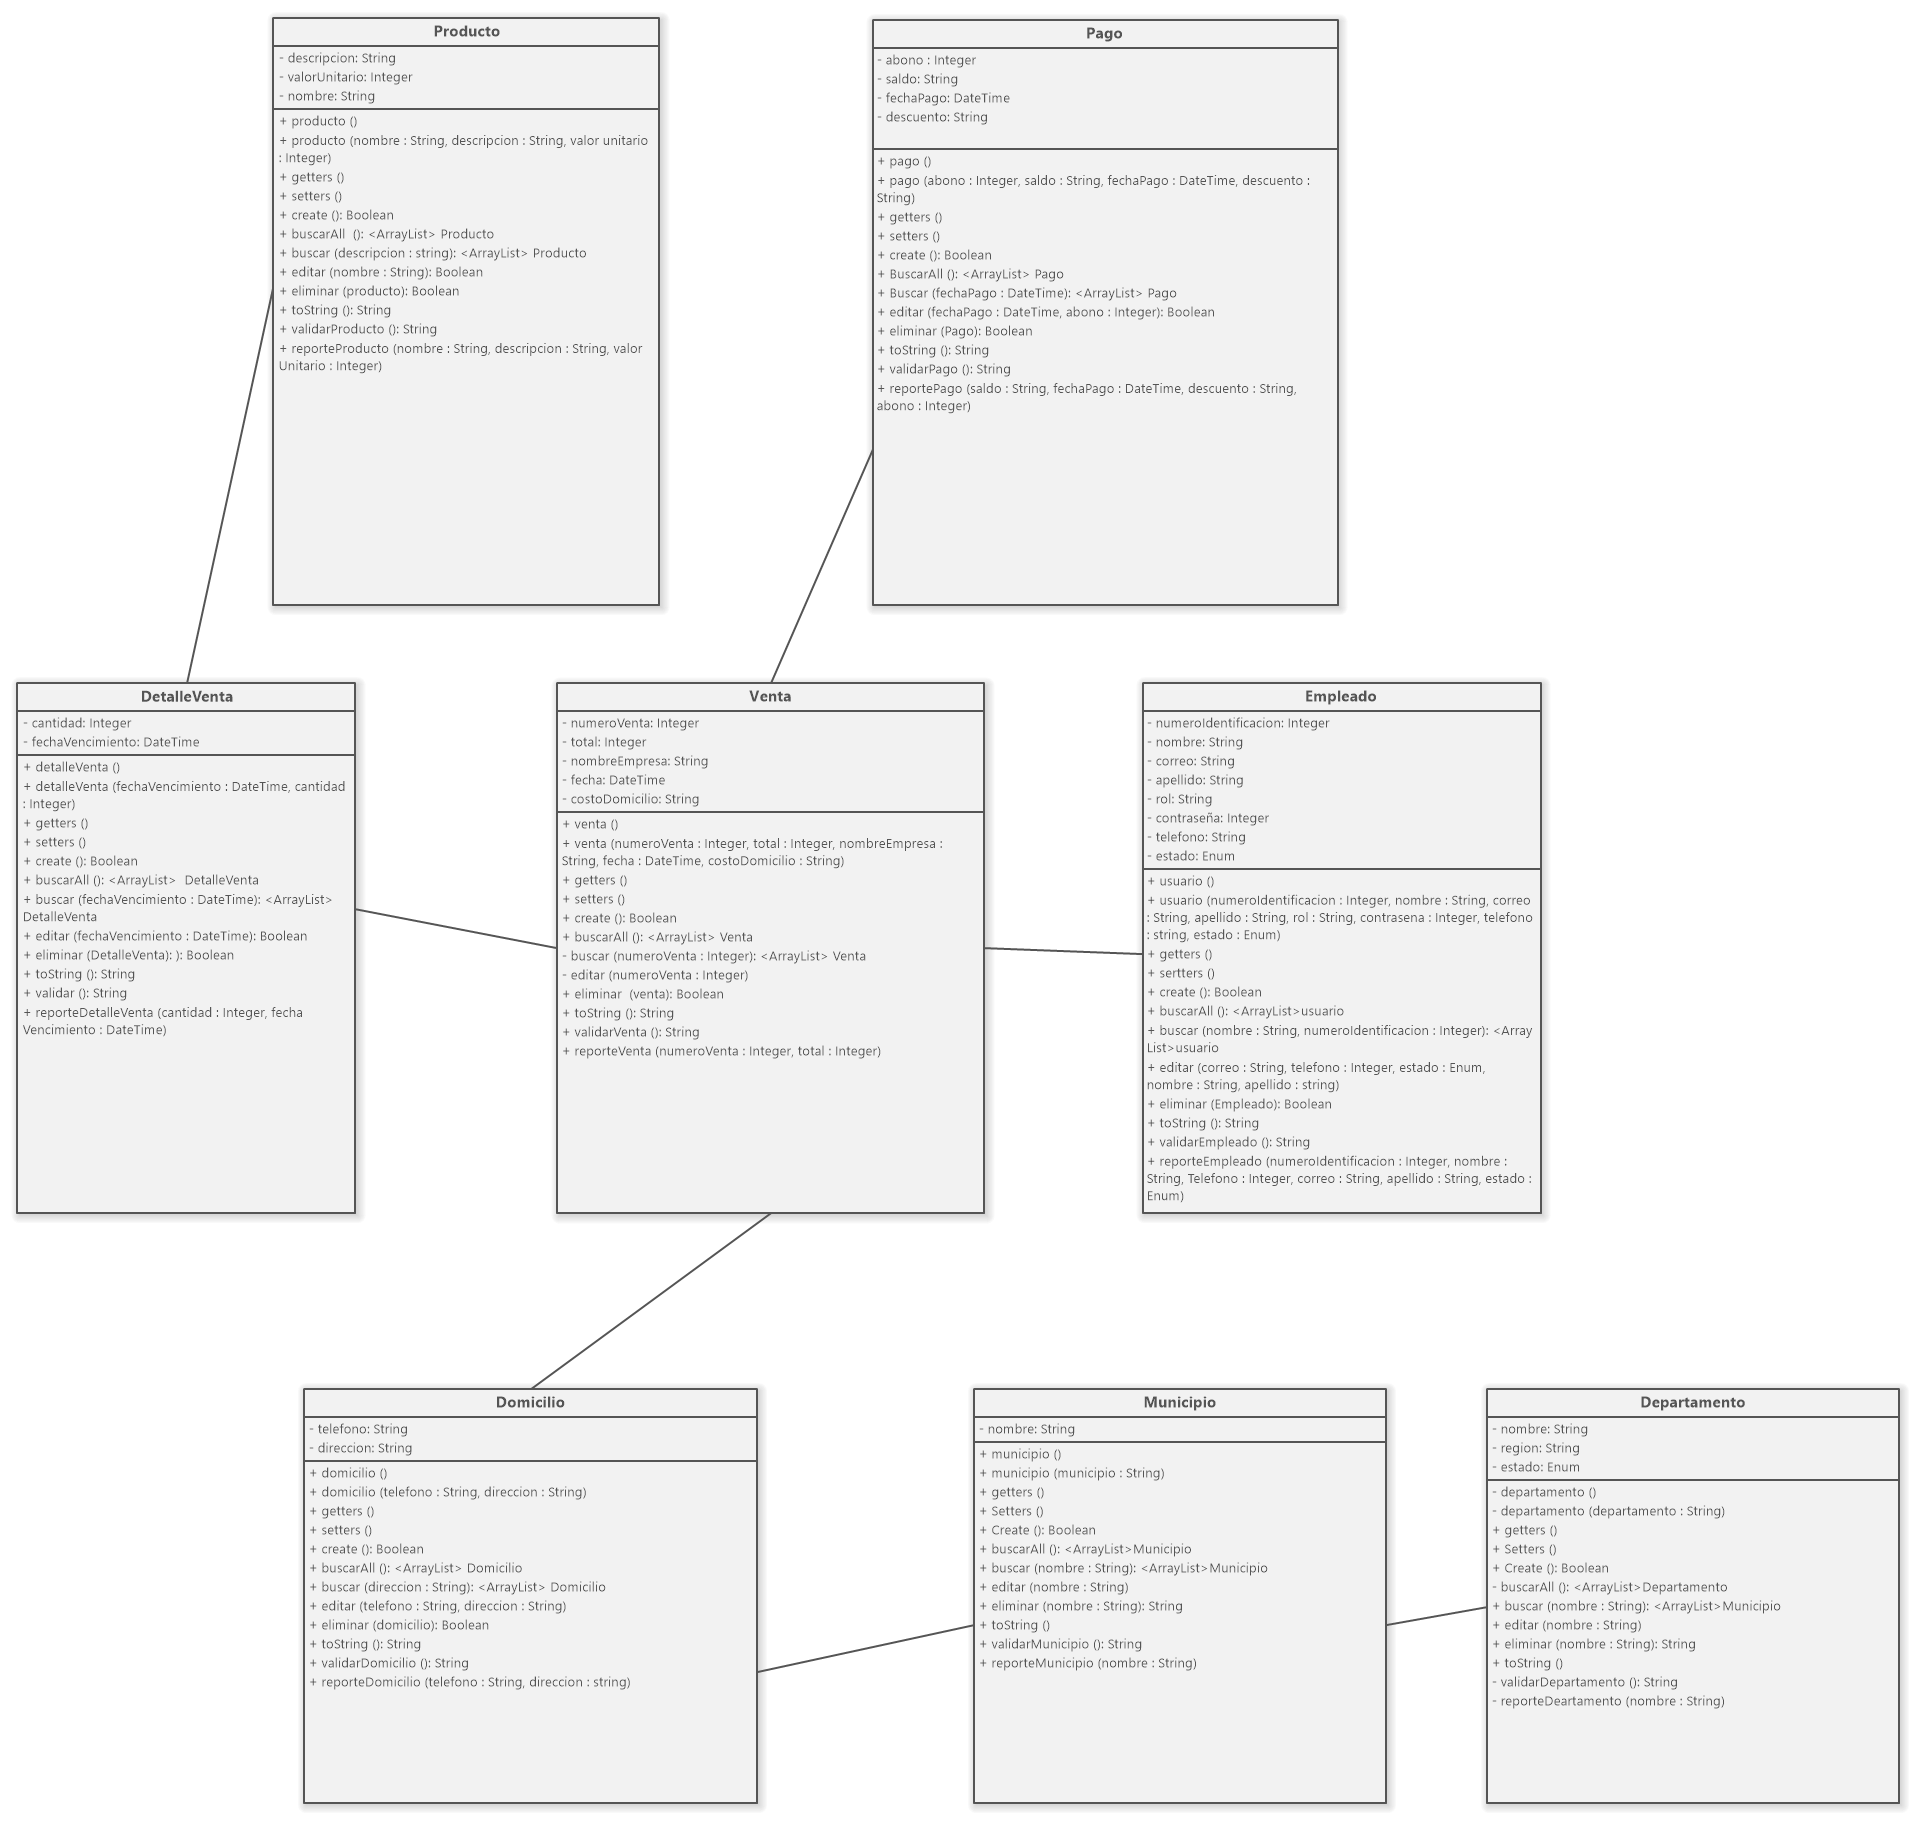 Producto
- descripcion: String
- valorUnitario: Integer
- nombre: String
+ producto ()
+ producto (nombre : String, descripcion : String, valor unitario
: Integer)
+ getters ()
+ setters ()
+ create (): Boolean
+ buscarAll  (): <ArrayList> Producto
+ buscar (descripcion : string): <ArrayList> Producto
+ editar (nombre : String): Boolean
+ eliminar (producto): Boolean
+ toString (): String
+ validarProducto (): String
+ reporteProducto (nombre : String, descripcion : String, valor
Unitario : Integer)
Pago
- abono : Integer
- saldo: String
- fechaPago: DateTime
- descuento: String
+ pago ()
+ pago (abono : Integer, saldo : String, fechaPago : DateTime, descuento :
String)
+ getters ()
+ setters ()
+ create (): Boolean
+ BuscarAll (): <ArrayList> Pago
+ Buscar (fechaPago : DateTime): <ArrayList> Pago
+ editar (fechaPago : DateTime, abono : Integer): Boolean
+ eliminar (Pago): Boolean
+ toString (): String
+ validarPago (): String
+ reportePago (saldo : String, fechaPago : DateTime, descuento : String,
abono : Integer)
DetalleVenta
- cantidad: Integer
- fechaVencimiento: DateTime
+ detalleVenta ()
+ detalleVenta (fechaVencimiento : DateTime, cantidad
: Integer)
+ getters ()
+ setters ()
+ create (): Boolean
+ buscarAll (): <ArrayList>  DetalleVenta
+ buscar (fechaVencimiento : DateTime): <ArrayList>
DetalleVenta
+ editar (fechaVencimiento : DateTime): Boolean
+ eliminar (DetalleVenta): ): Boolean
+ toString (): String
+ validar (): String
+ reporteDetalleVenta (cantidad : Integer, fecha
Vencimiento : DateTime)
Venta
- numeroVenta: Integer
- total: Integer
- nombreEmpresa: String
- fecha: DateTime
- costoDomicilio: String
+ venta ()
+ venta (numeroVenta : Integer, total : Integer, nombreEmpresa :
String, fecha : DateTime, costoDomicilio : String)
+ getters ()
+ setters ()
+ create (): Boolean
+ buscarAll (): <ArrayList> Venta
- buscar (numeroVenta : Integer): <ArrayList> Venta
- editar (numeroVenta : Integer)
+ eliminar  (venta): Boolean
+ toString (): String
+ validarVenta (): String
+ reporteVenta (numeroVenta : Integer, total : Integer)
Empleado
- numeroIdentificacion: Integer
- nombre: String
- correo: String
- apellido: String
- rol: String
- contraseña: Integer
- telefono: String
- estado: Enum
+ usuario ()
+ usuario (numeroIdentificacion : Integer, nombre : String, correo
: String, apellido : String, rol : String, contrasena : Integer, telefono
: string, estado : Enum)
+ getters ()
+ sertters ()
+ create (): Boolean
+ buscarAll (): <ArrayList>usuario
+ buscar (nombre : String, numeroIdentificacion : Integer): <Array
List>usuario
+ editar (correo : String, telefono : Integer, estado : Enum,
nombre : String, apellido : string)
+ eliminar (Empleado): Boolean
+ toString (): String
+ validarEmpleado (): String
+ reporteEmpleado (numeroIdentificacion : Integer, nombre :
String, Telefono : Integer, correo : String, apellido : String, estado :
Enum)
Domicilio
- telefono: String
- direccion: String
+ domicilio ()
+ domicilio (telefono : String, direccion : String)
+ getters ()
+ setters ()
+ create (): Boolean
+ buscarAll (): <ArrayList> Domicilio
+ buscar (direccion : String): <ArrayList> Domicilio
+ editar (telefono : String, direccion : String)
+ eliminar (domicilio): Boolean
+ toString (): String
+ validarDomicilio (): String
+ reporteDomicilio (telefono : String, direccion : string)
Municipio
- nombre: String
+ municipio ()
+ municipio (municipio : String)
+ getters ()
+ Setters ()
+ Create (): Boolean
+ buscarAll (): <ArrayList>Municipio
+ buscar (nombre : String): <ArrayList>Municipio
+ editar (nombre : String)
+ eliminar (nombre : String): String
+ toString ()
+ validarMunicipio (): String
+ reporteMunicipio (nombre : String)
Departamento
- nombre: String
- region: String
- estado: Enum
- departamento ()
- departamento (departamento : String)
+ getters ()
+ Setters ()
+ Create (): Boolean
- buscarAll (): <ArrayList>Departamento
+ buscar (nombre : String): <ArrayList>Municipio
+ editar (nombre : String)
+ eliminar (nombre : String): String
+ toString ()
- validarDepartamento (): String
- reporteDeartamento (nombre : String)